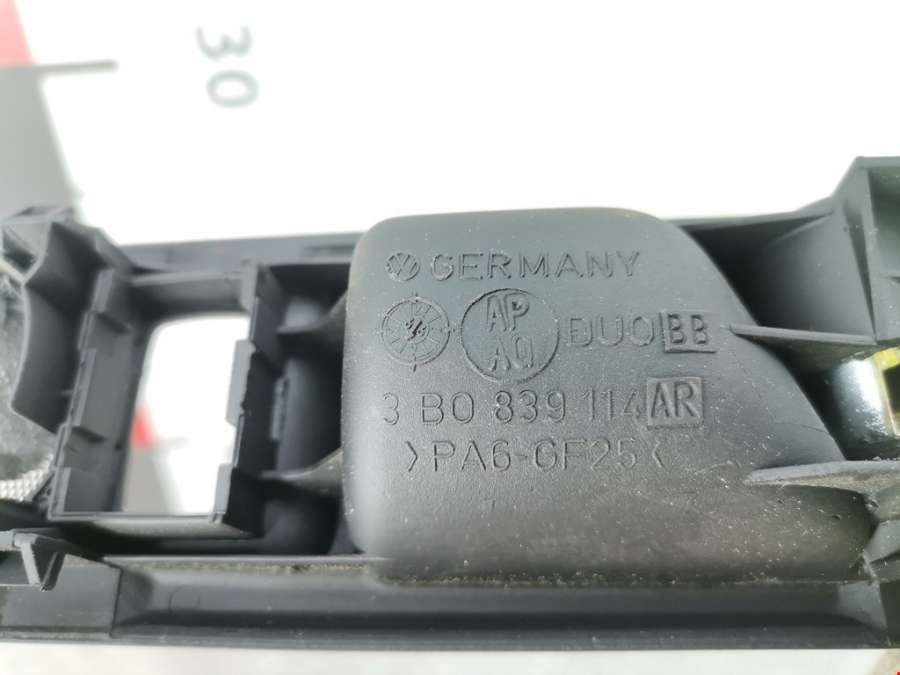 30
GERMANY
AP
AQ
DUO BB
3 B0 839 114 AR
>PA6-GF25<